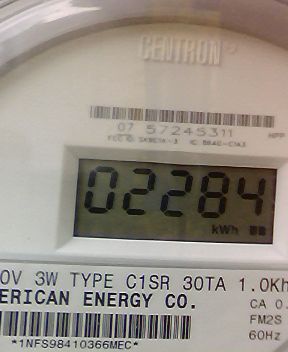 CENTRON®
07 57245311
HPP
02284
kWh
0V 3W TYPE C1SR 30TA 1.0Kh
ERICAN ENERGY CO.
CA 0.
FM2S
60Hz
*1NFS98410366MEC*